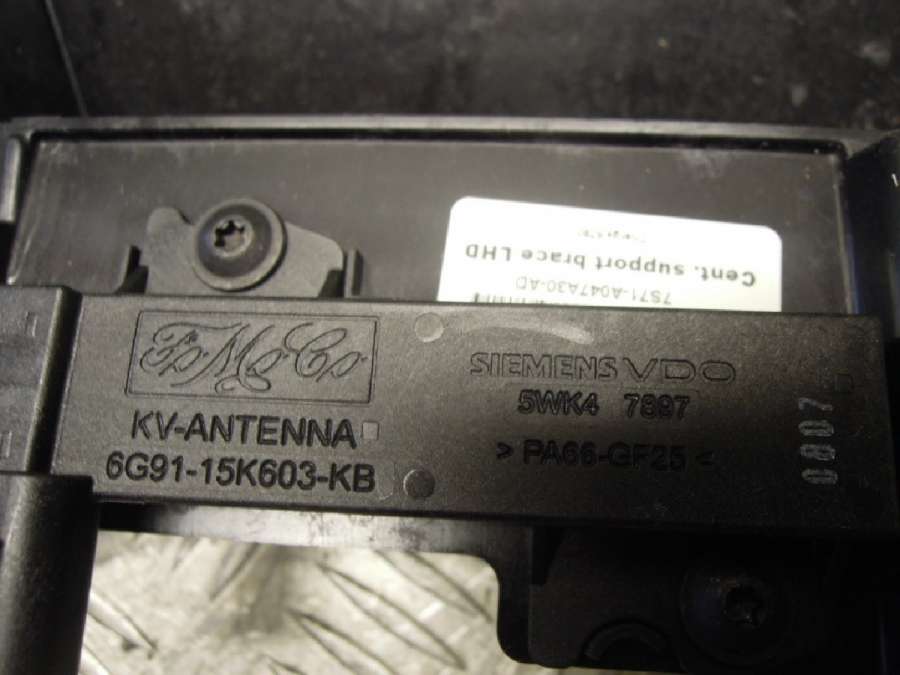 Cent. support brace LHD
7S71-A047A30-AD
FoMoCo
KV-ANTENNA
6G91-15K603-KB
SIEMENS VDO
5WK4 7897
> PA66-GF25 <
0807